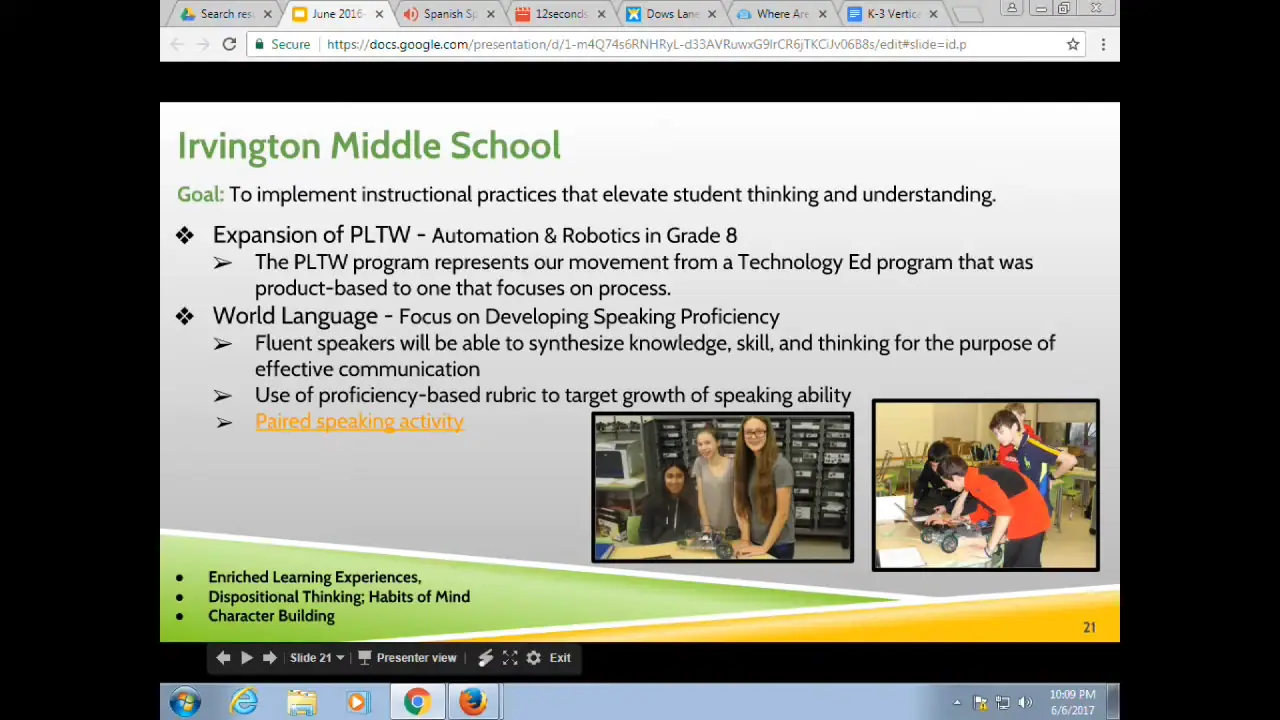 Search res
June 2016-
Spanish Sp
12seconds
Dows Lane
Where Are
K-3 Vertica
Secure
https://docs.google.com/presentation/d/1-m4Q74s6RNHRyL-d33AVRuwxG9IrCR6jTKCiJv06B8s/edit#slide=id.p
Irvington Middle School
Goal: To implement instructional practices that elevate student thinking and understanding.
❖ Expansion of PLTW - Automation & Robotics in Grade 8
➢ The PLTW program represents our movement from a Technology Ed program that was
product-based to one that focuses on process.
❖ World Language - Focus on Developing Speaking Proficiency
➢ Fluent speakers will be able to synthesize knowledge, skill, and thinking for the purpose of
effective communication
➢ Use of proficiency-based rubric to target growth of speaking ability
➢ Paired speaking activity
● Enriched Learning Experiences,
● Dispositional Thinking; Habits of Mind
● Character Building
21
Slide 21
Presenter view
Exit
10:09 PM
6/6/2017